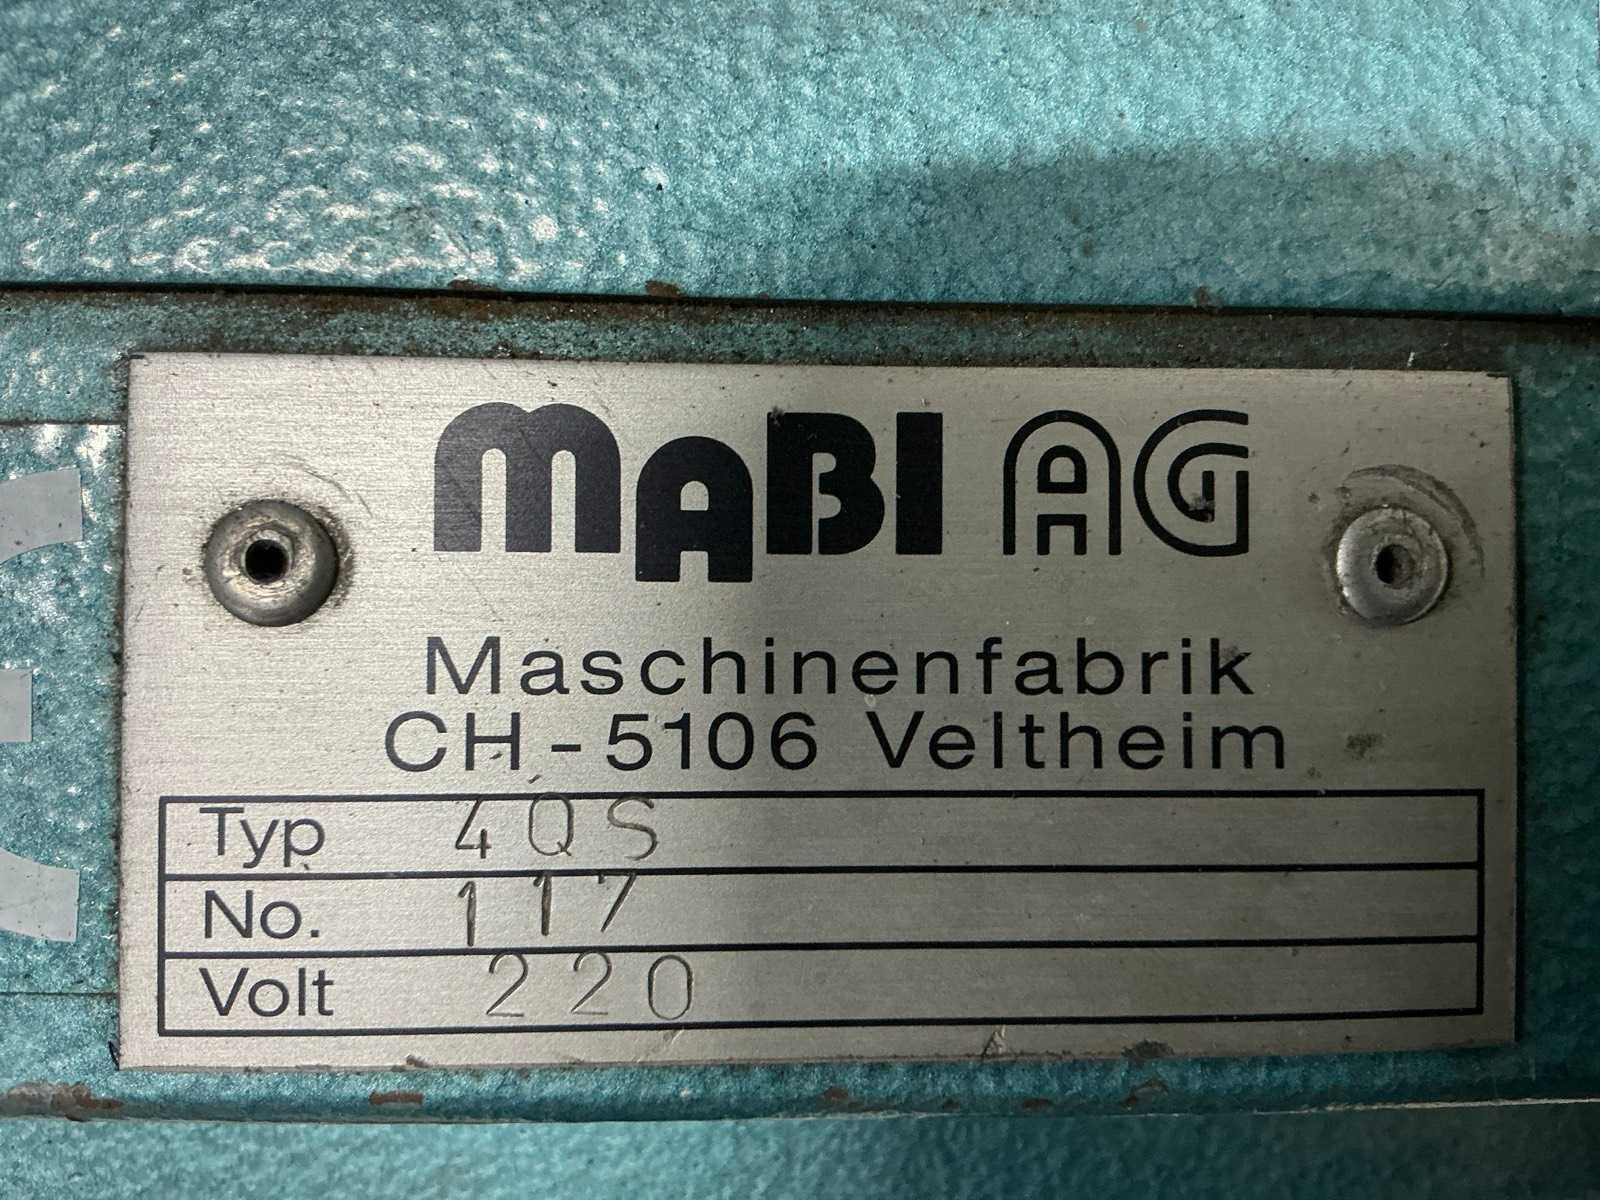 MABI AG
Maschinenfabrik
CH - 5106 Veltheim
Typ 4QS
No. 117
Volt 220